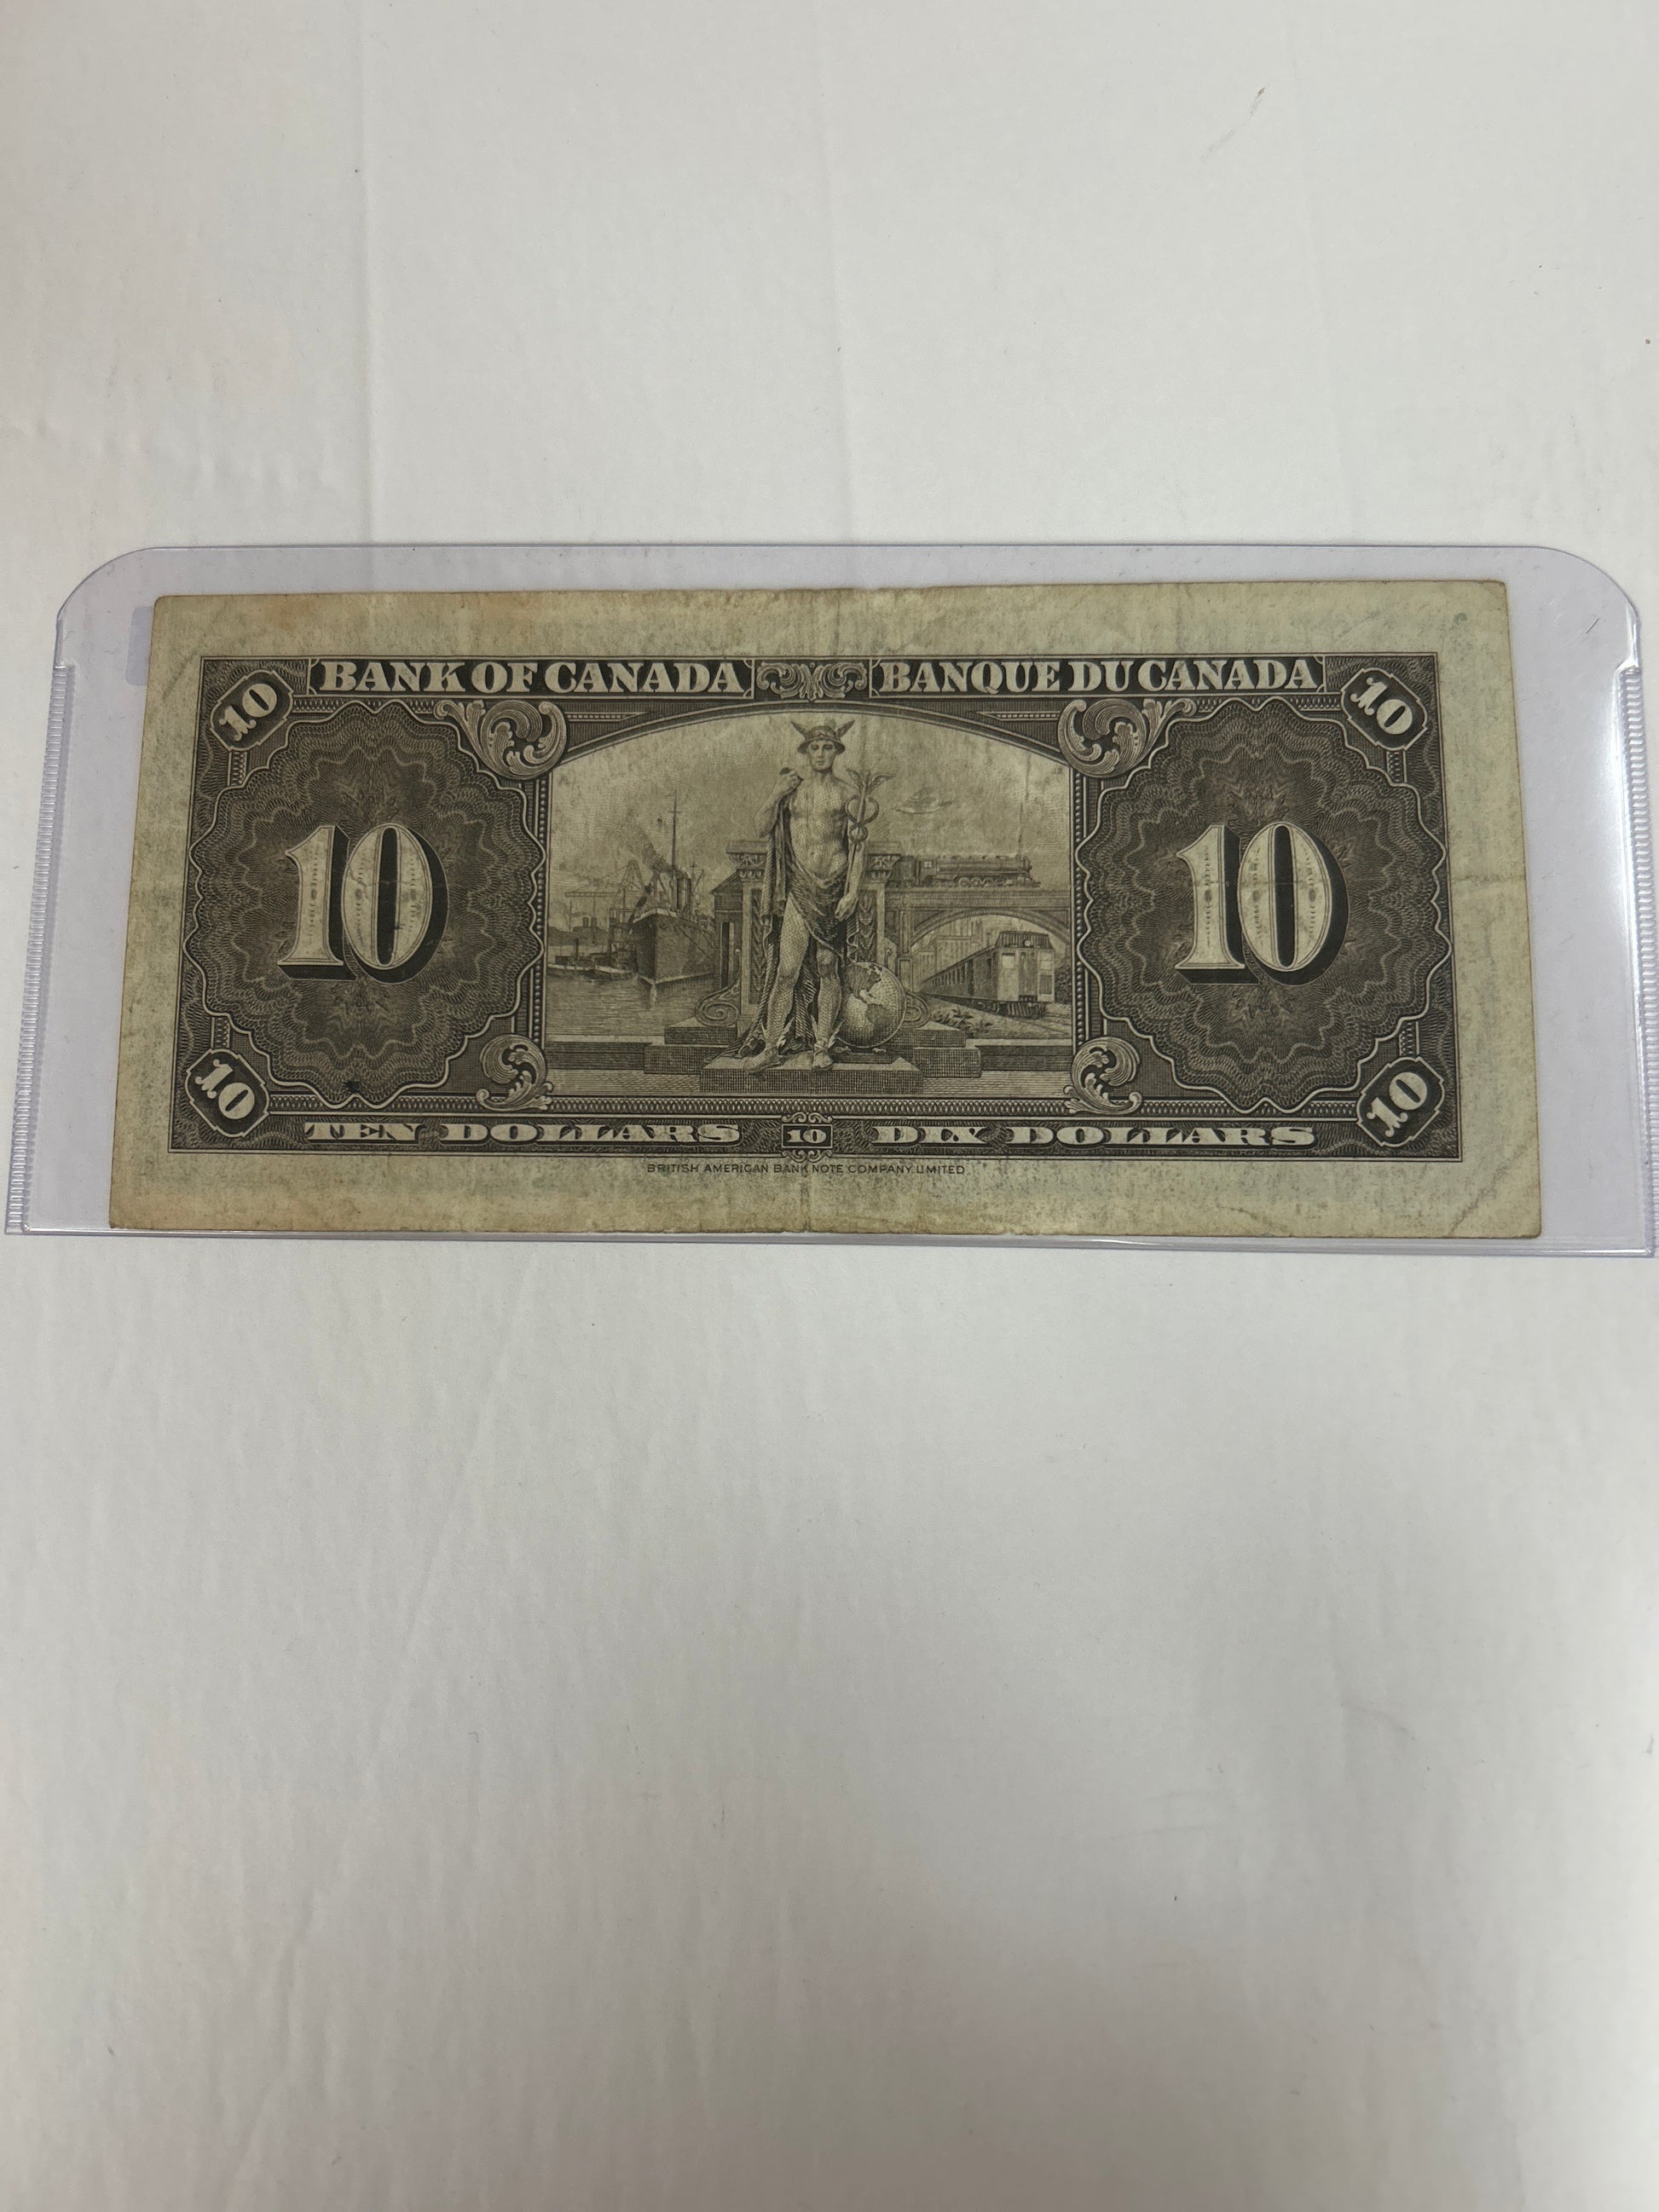 10 BANK OF CANADA BANQUE DU CANADA 10
10 10
10 TEN DOLLARS 10 DIX DOLLARS 10
BRITISH AMERICAN BANK NOTE COMPANY, LIMITED